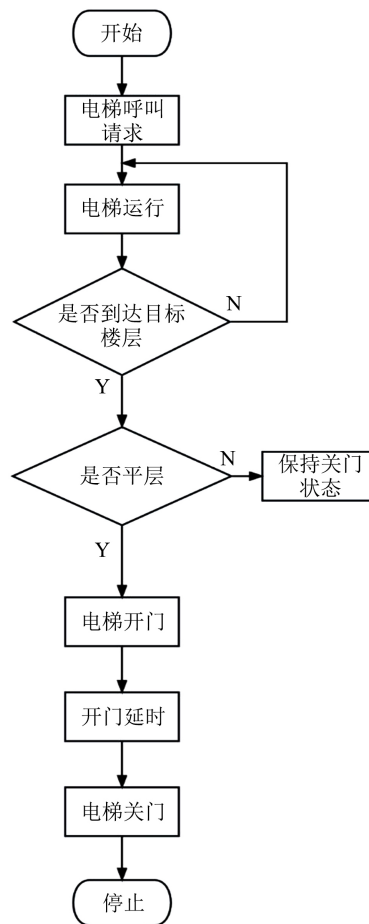 开始
电梯呼叫
请求
电梯运行
是否到达目标
楼层
N
Y
是否平层
N
保持关门
状态
Y
电梯开门
开门延时
电梯关门
停止